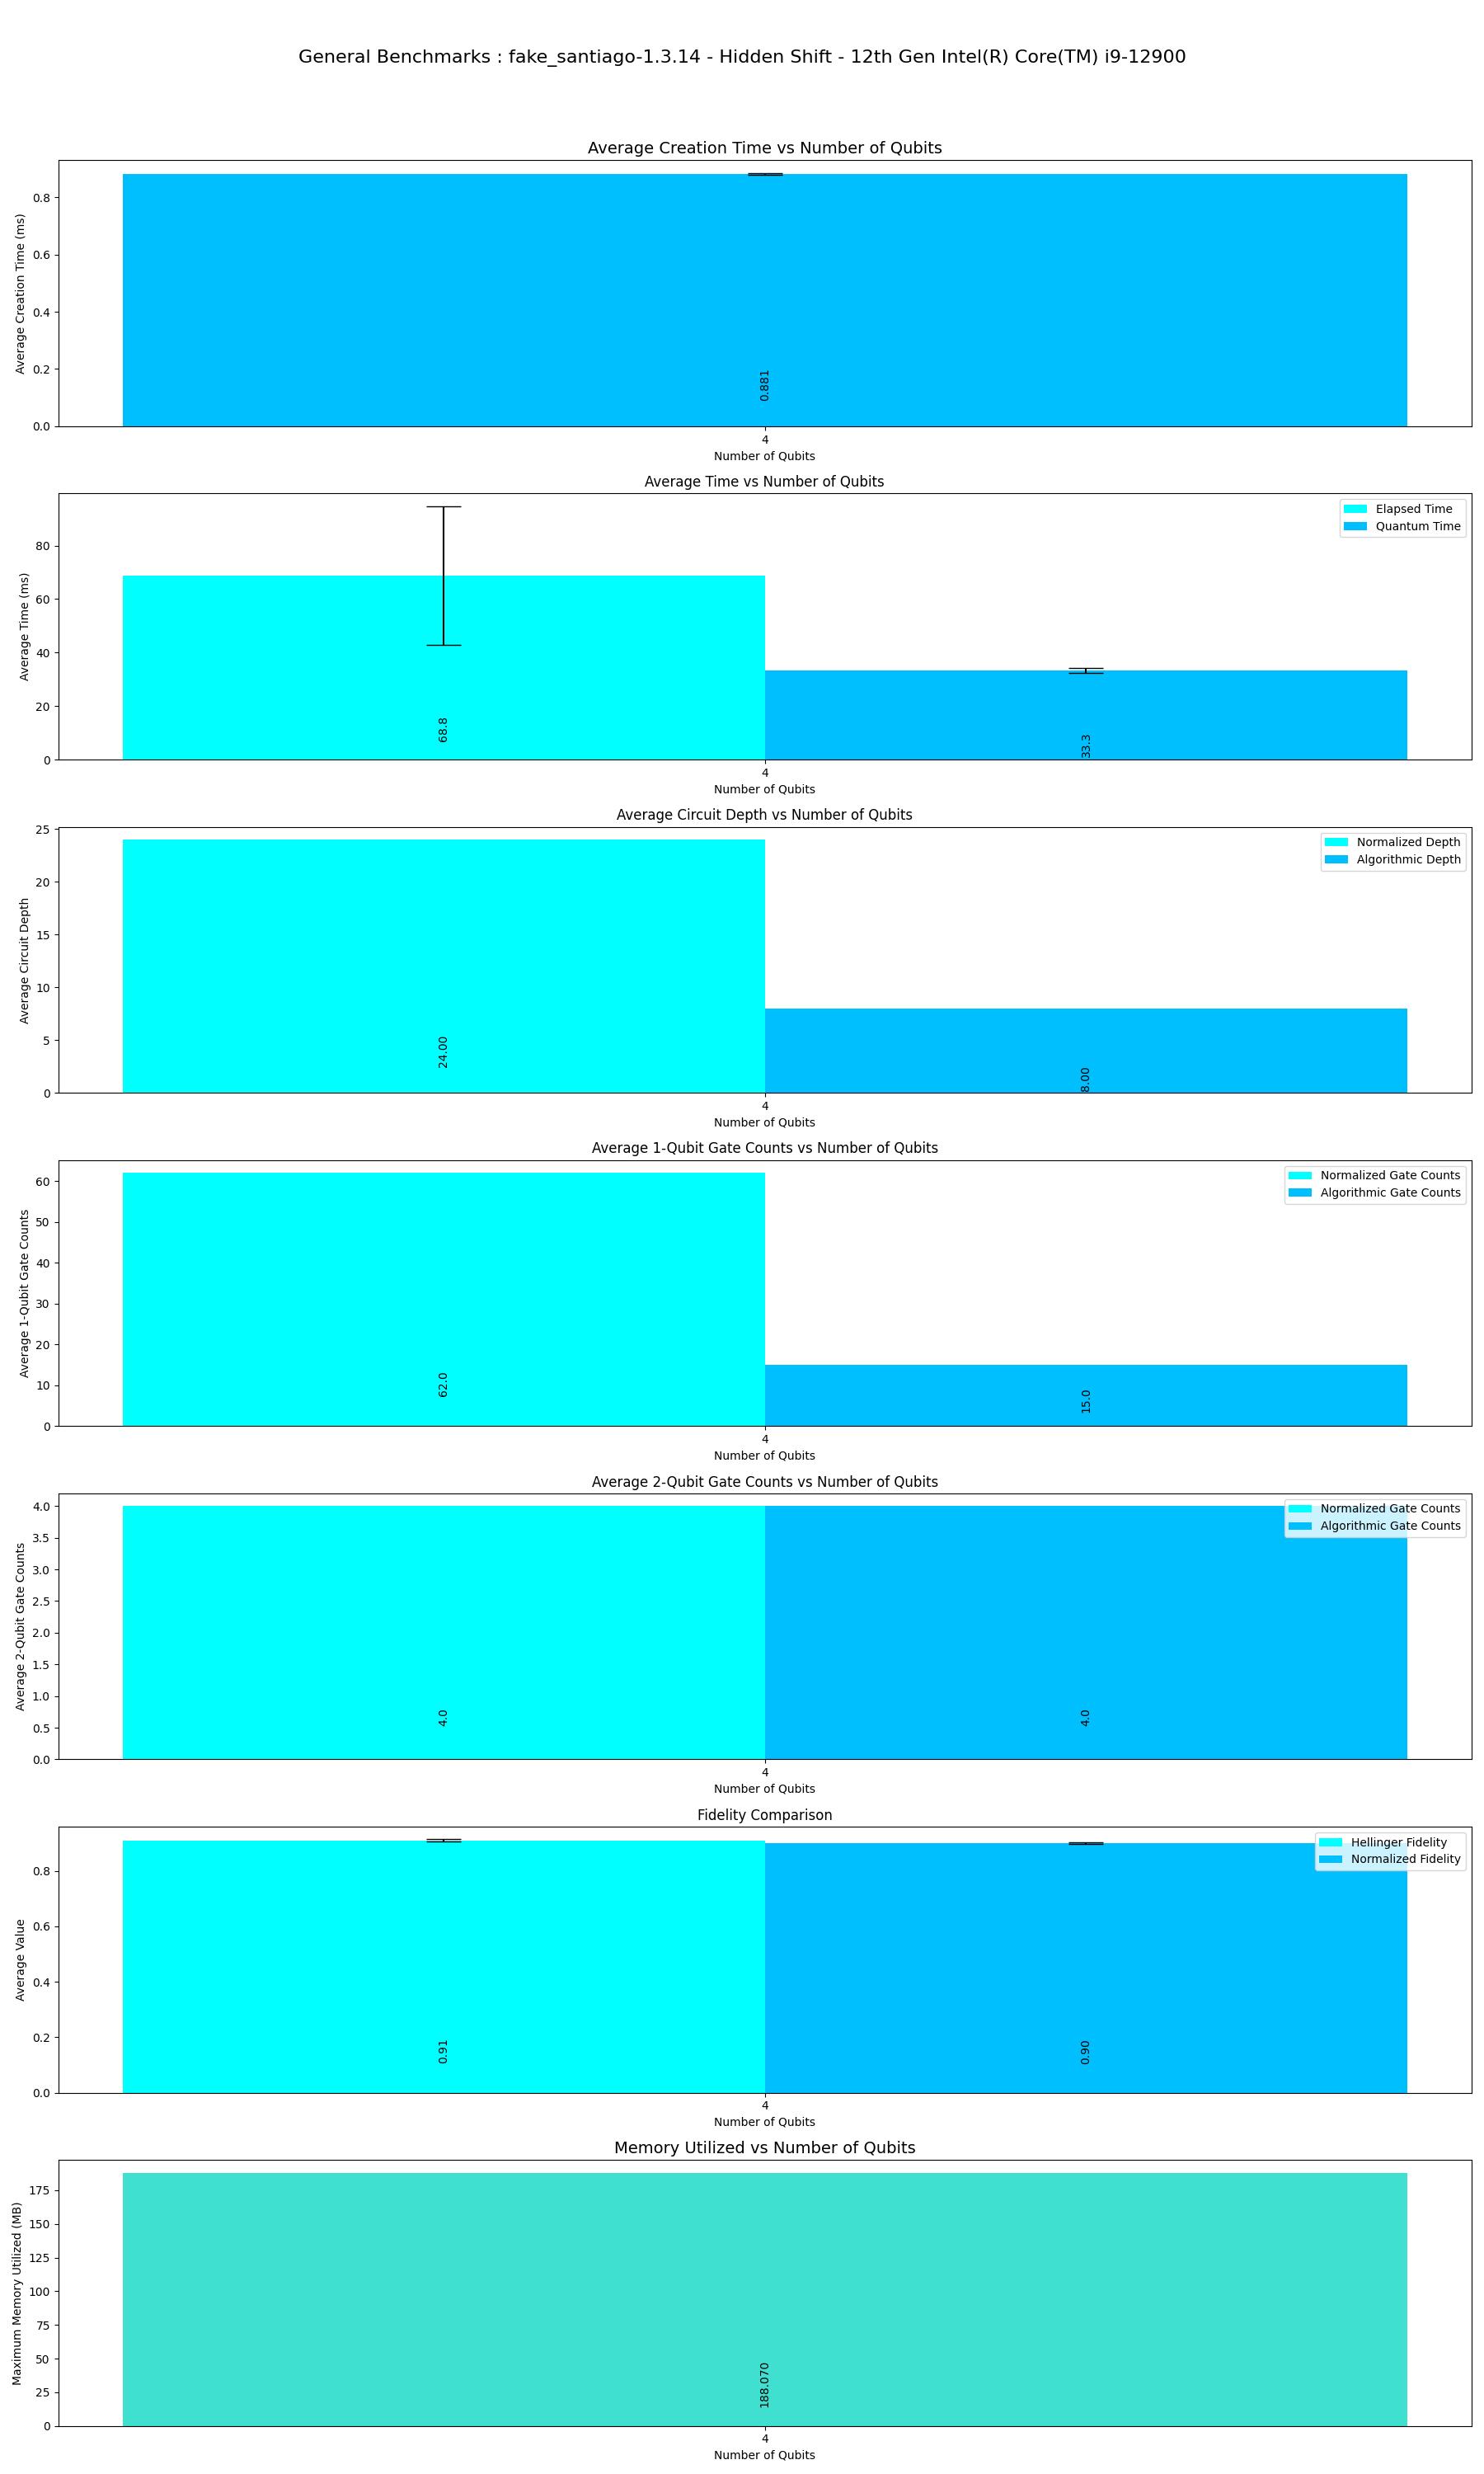 General Benchmarks : fake_santiago-1.3.14 - Hidden Shift - 12th Gen Intel(R) Core(TM) i9-12900
Average Creation Time vs Number of Qubits
Average Creation Time (ms)
0.8
0.6
0.4
0.2
0.0
0.881
4
Number of Qubits
Average Time vs Number of Qubits
Average Time (ms)
80
60
40
20
0
Elapsed Time
Quantum Time
68.8
33.3
4
Number of Qubits
Average Circuit Depth vs Number of Qubits
Average Circuit Depth
25
20
15
10
5
0
Normalized Depth
Algorithmic Depth
24.00
8.00
4
Number of Qubits
Average 1-Qubit Gate Counts vs Number of Qubits
Average 1-Qubit Gate Counts
60
50
40
30
20
10
0
Normalized Gate Counts
Algorithmic Gate Counts
62.0
15.0
4
Number of Qubits
Average 2-Qubit Gate Counts vs Number of Qubits
Average 2-Qubit Gate Counts
4.0
3.5
3.0
2.5
2.0
1.5
1.0
0.5
0.0
Normalized Gate Counts
Algorithmic Gate Counts
4.0
4.0
4
Number of Qubits
Fidelity Comparison
Average Value
0.8
0.6
0.4
0.2
0.0
Hellinger Fidelity
Normalized Fidelity
0.91
0.90
4
Number of Qubits
Memory Utilized vs Number of Qubits
Maximum Memory Utilized (MB)
175
150
125
100
75
50
25
0
188.070
4
Number of Qubits